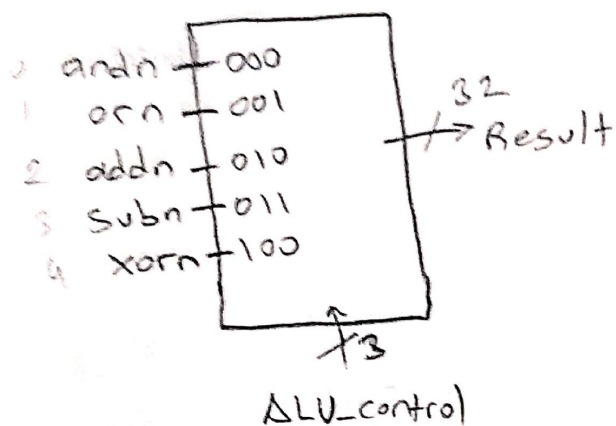 0 andn 000
1 orn 001
2 addn 010
3 subn 011
4 xorn 100
32
Result
3
ALU_control